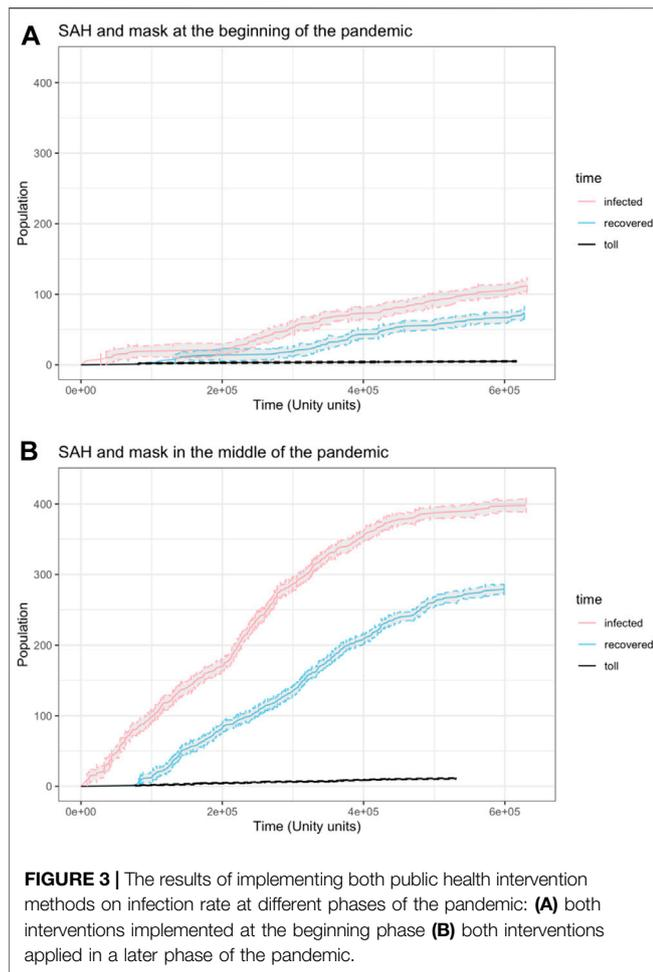 A SAH and mask at the beginning of the pandemic
400
300
200
100
0
Population
0e+00 2e+05 4e+05 6e+05
Time (Unity units)
time
infected
recovered
toll
B SAH and mask in the middle of the pandemic
400
300
200
100
0
Population
0e+00 2e+05 4e+05 6e+05
Time (Unity units)
time
infected
recovered
toll
FIGURE 3 | The results of implementing both public health intervention
methods on infection rate at different phases of the pandemic: (A) both
interventions implemented at the beginning phase (B) both interventions
applied in a later phase of the pandemic.